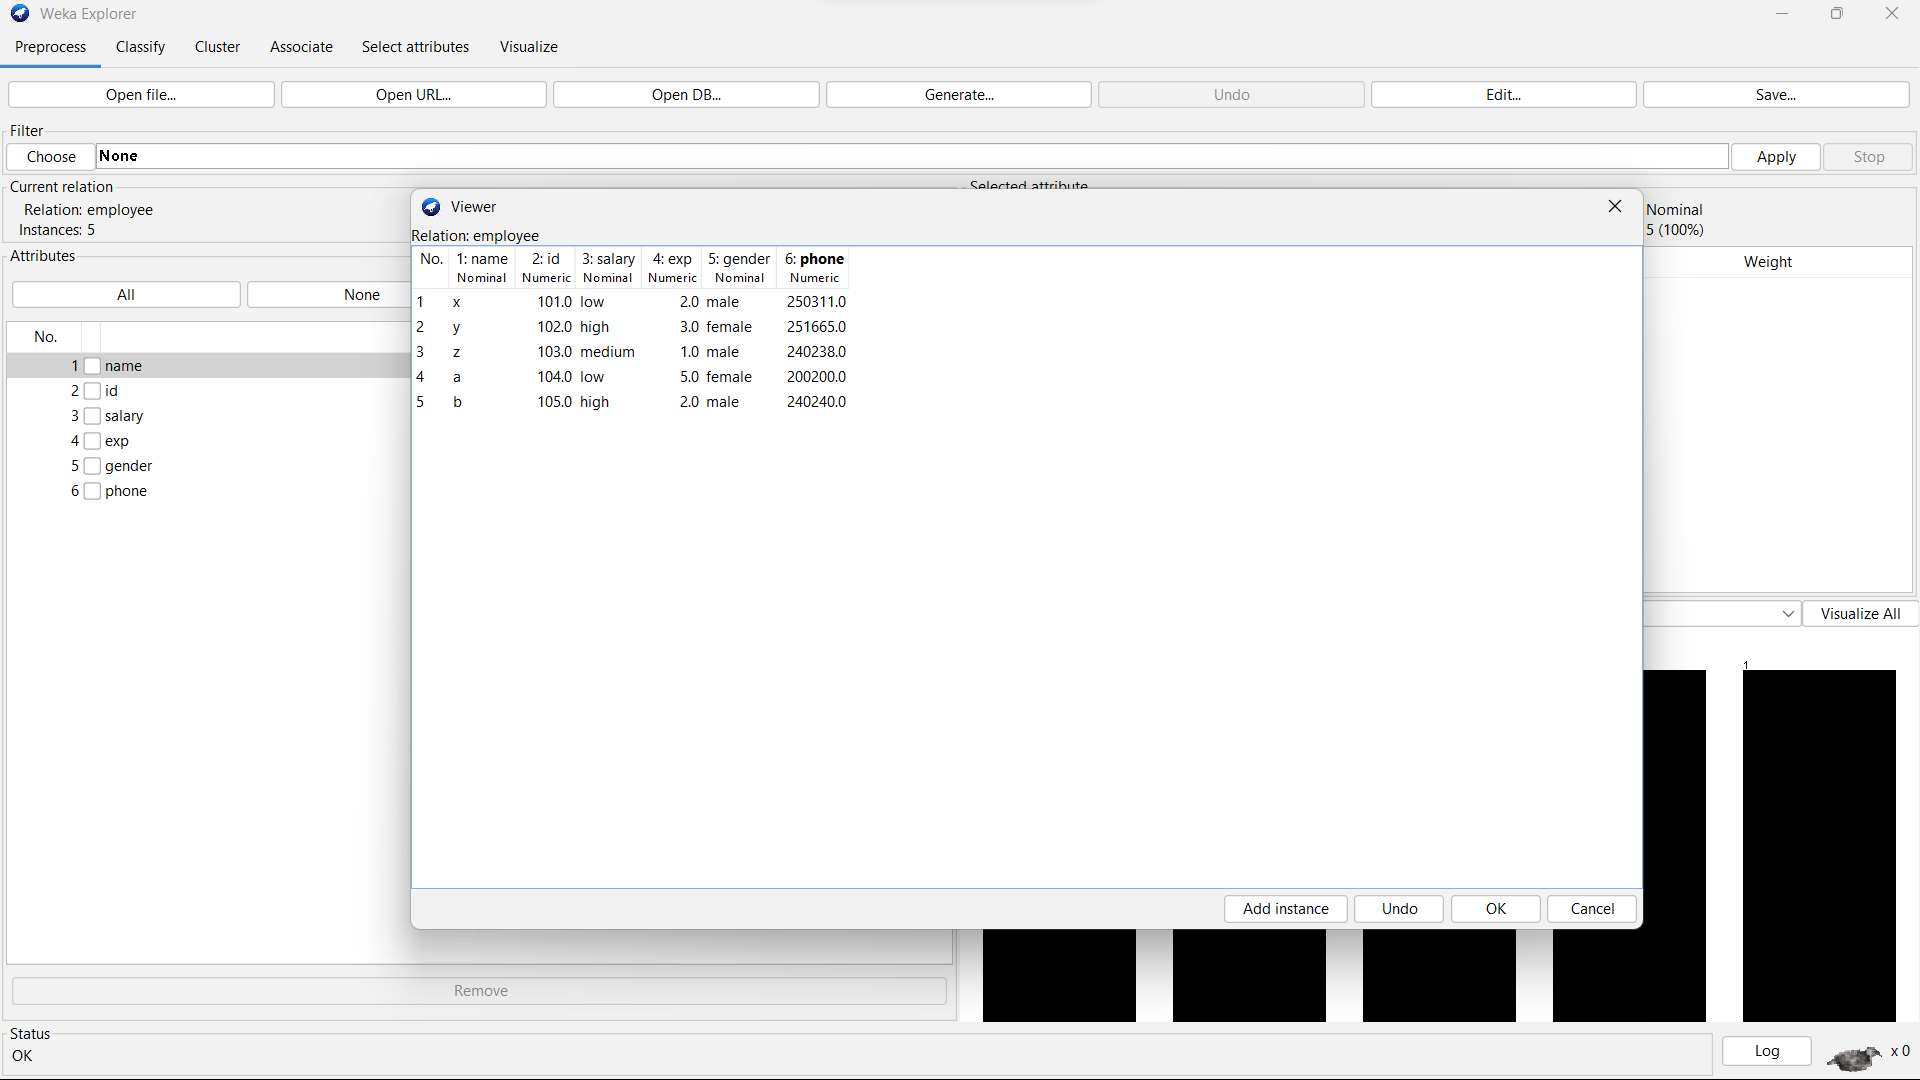 Weka Explorer
Preprocess Classify Cluster Associate Select attributes Visualize
Open file... Open URL... Open DB... Generate... Undo Edit... Save...
Filter
Choose None Apply Stop
Current relation
Relation: employee
Instances: 5
Attributes
All None
No.
1 name
2 id
3 salary
4 exp
5 gender
6 phone
Remove
Selected attribute
Nominal
5 (100%)
Weight
Visualize All
1
Viewer
Relation: employee
No. 1: name 2: id 3: salary 4: exp 5: gender 6: phone
Nominal Numeric Nominal Numeric Nominal Numeric
1 x 101.0 low 2.0 male 250311.0
2 y 102.0 high 3.0 female 251665.0
3 z 103.0 medium 1.0 male 240238.0
4 a 104.0 low 5.0 female 200200.0
5 b 105.0 high 2.0 male 240240.0
Add instance Undo OK Cancel
Status
OK
Log x 0